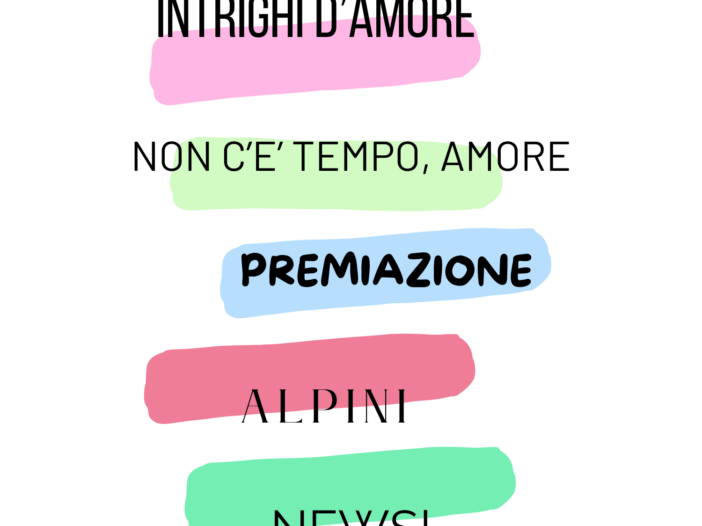 INTRIGHI D'AMORE
NON C'E' TEMPO, AMORE
PREMIAZIONE
ALPINI
NEWS!